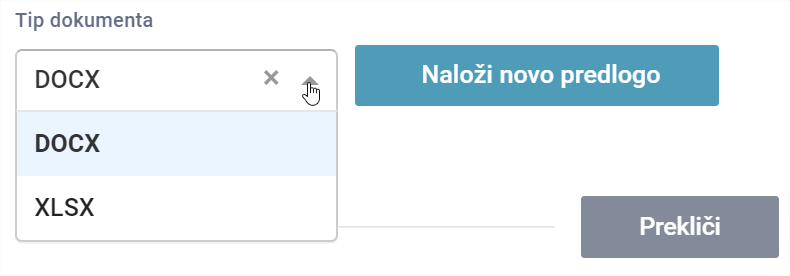 Tip dokumenta
DOCX
Naloži novo predlogo
DOCX
XLSX
Prekliči